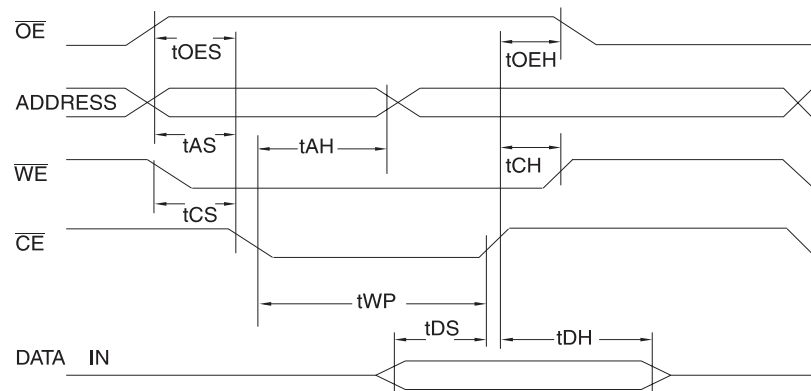 OE
tOES
tOEH
ADDRESS
tAS
tAH
tCH
WE
tCS
CE
tWP
tDS
tDH
DATA IN